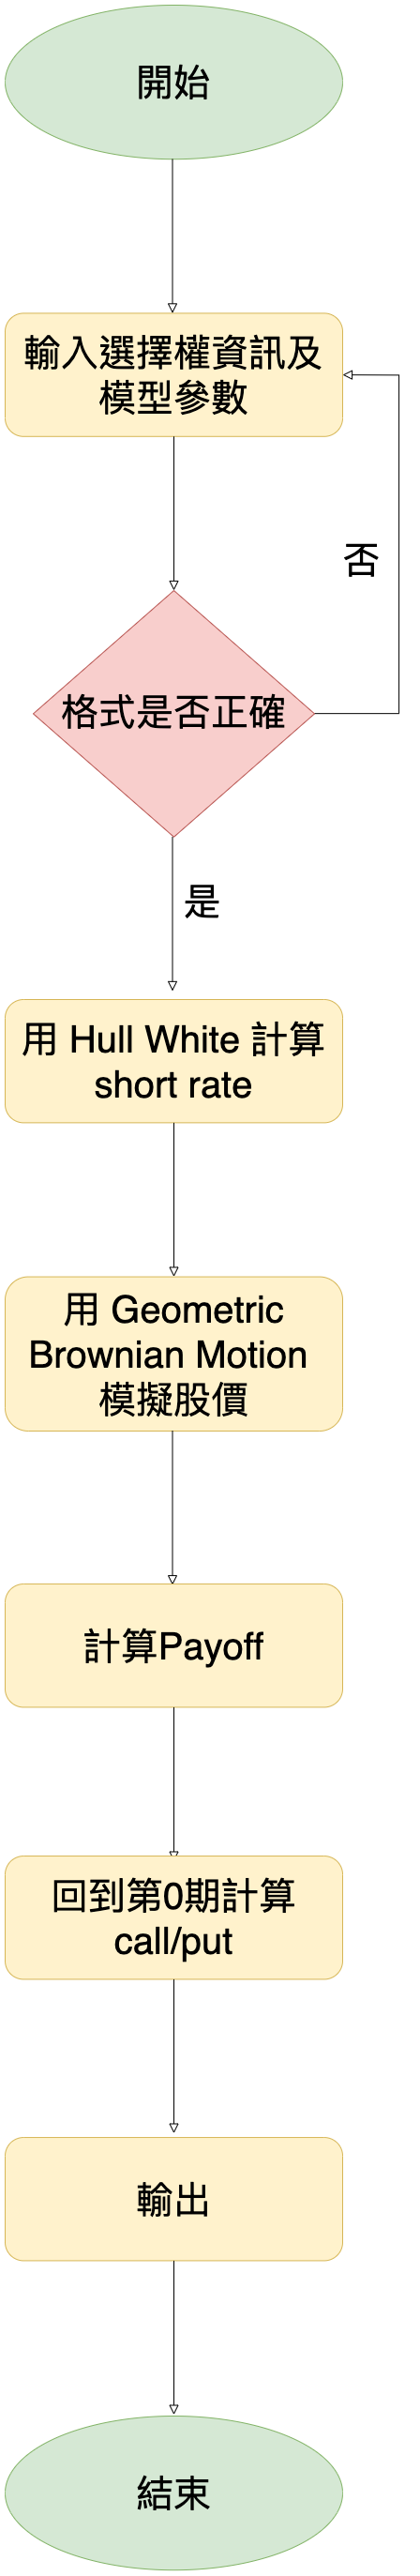 開始
輸入選擇權資訊及
模型參數
否
格式是否正確
是
用 Hull White 計算
short rate
用 Geometric
Brownian Motion
模擬股價
計算Payoff
回到第0期計算
call/put
輸出
結束